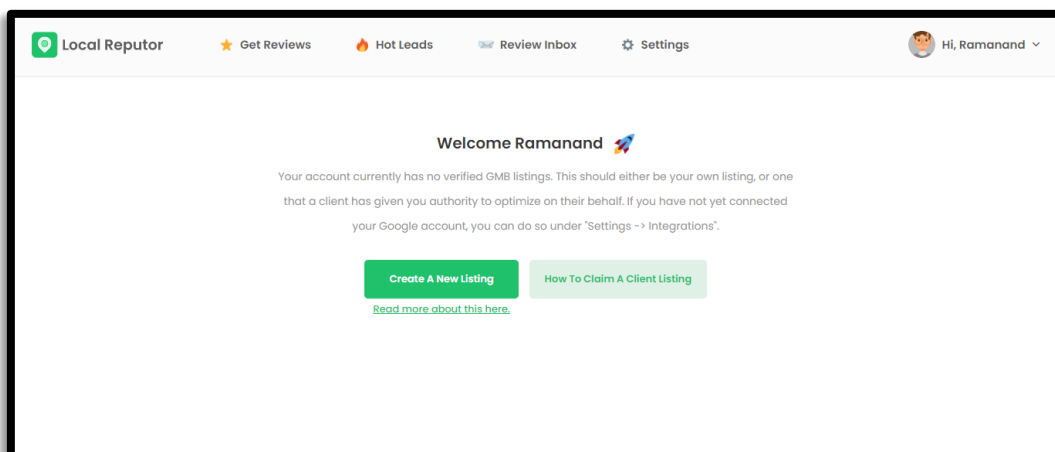 Local Reputor
Get Reviews
Hot Leads
Review Inbox
Settings
Hi, Ramanand
Welcome Ramanand
Your account currently has no verified GMB listings. This should either be your own listing, or one
that a client has given you authority to optimize on their behalf. If you have not yet connected
your Google account, you can do so under "Settings -> Integrations".
Create A New Listing
How To Claim A Client Listing
Read more about this here.